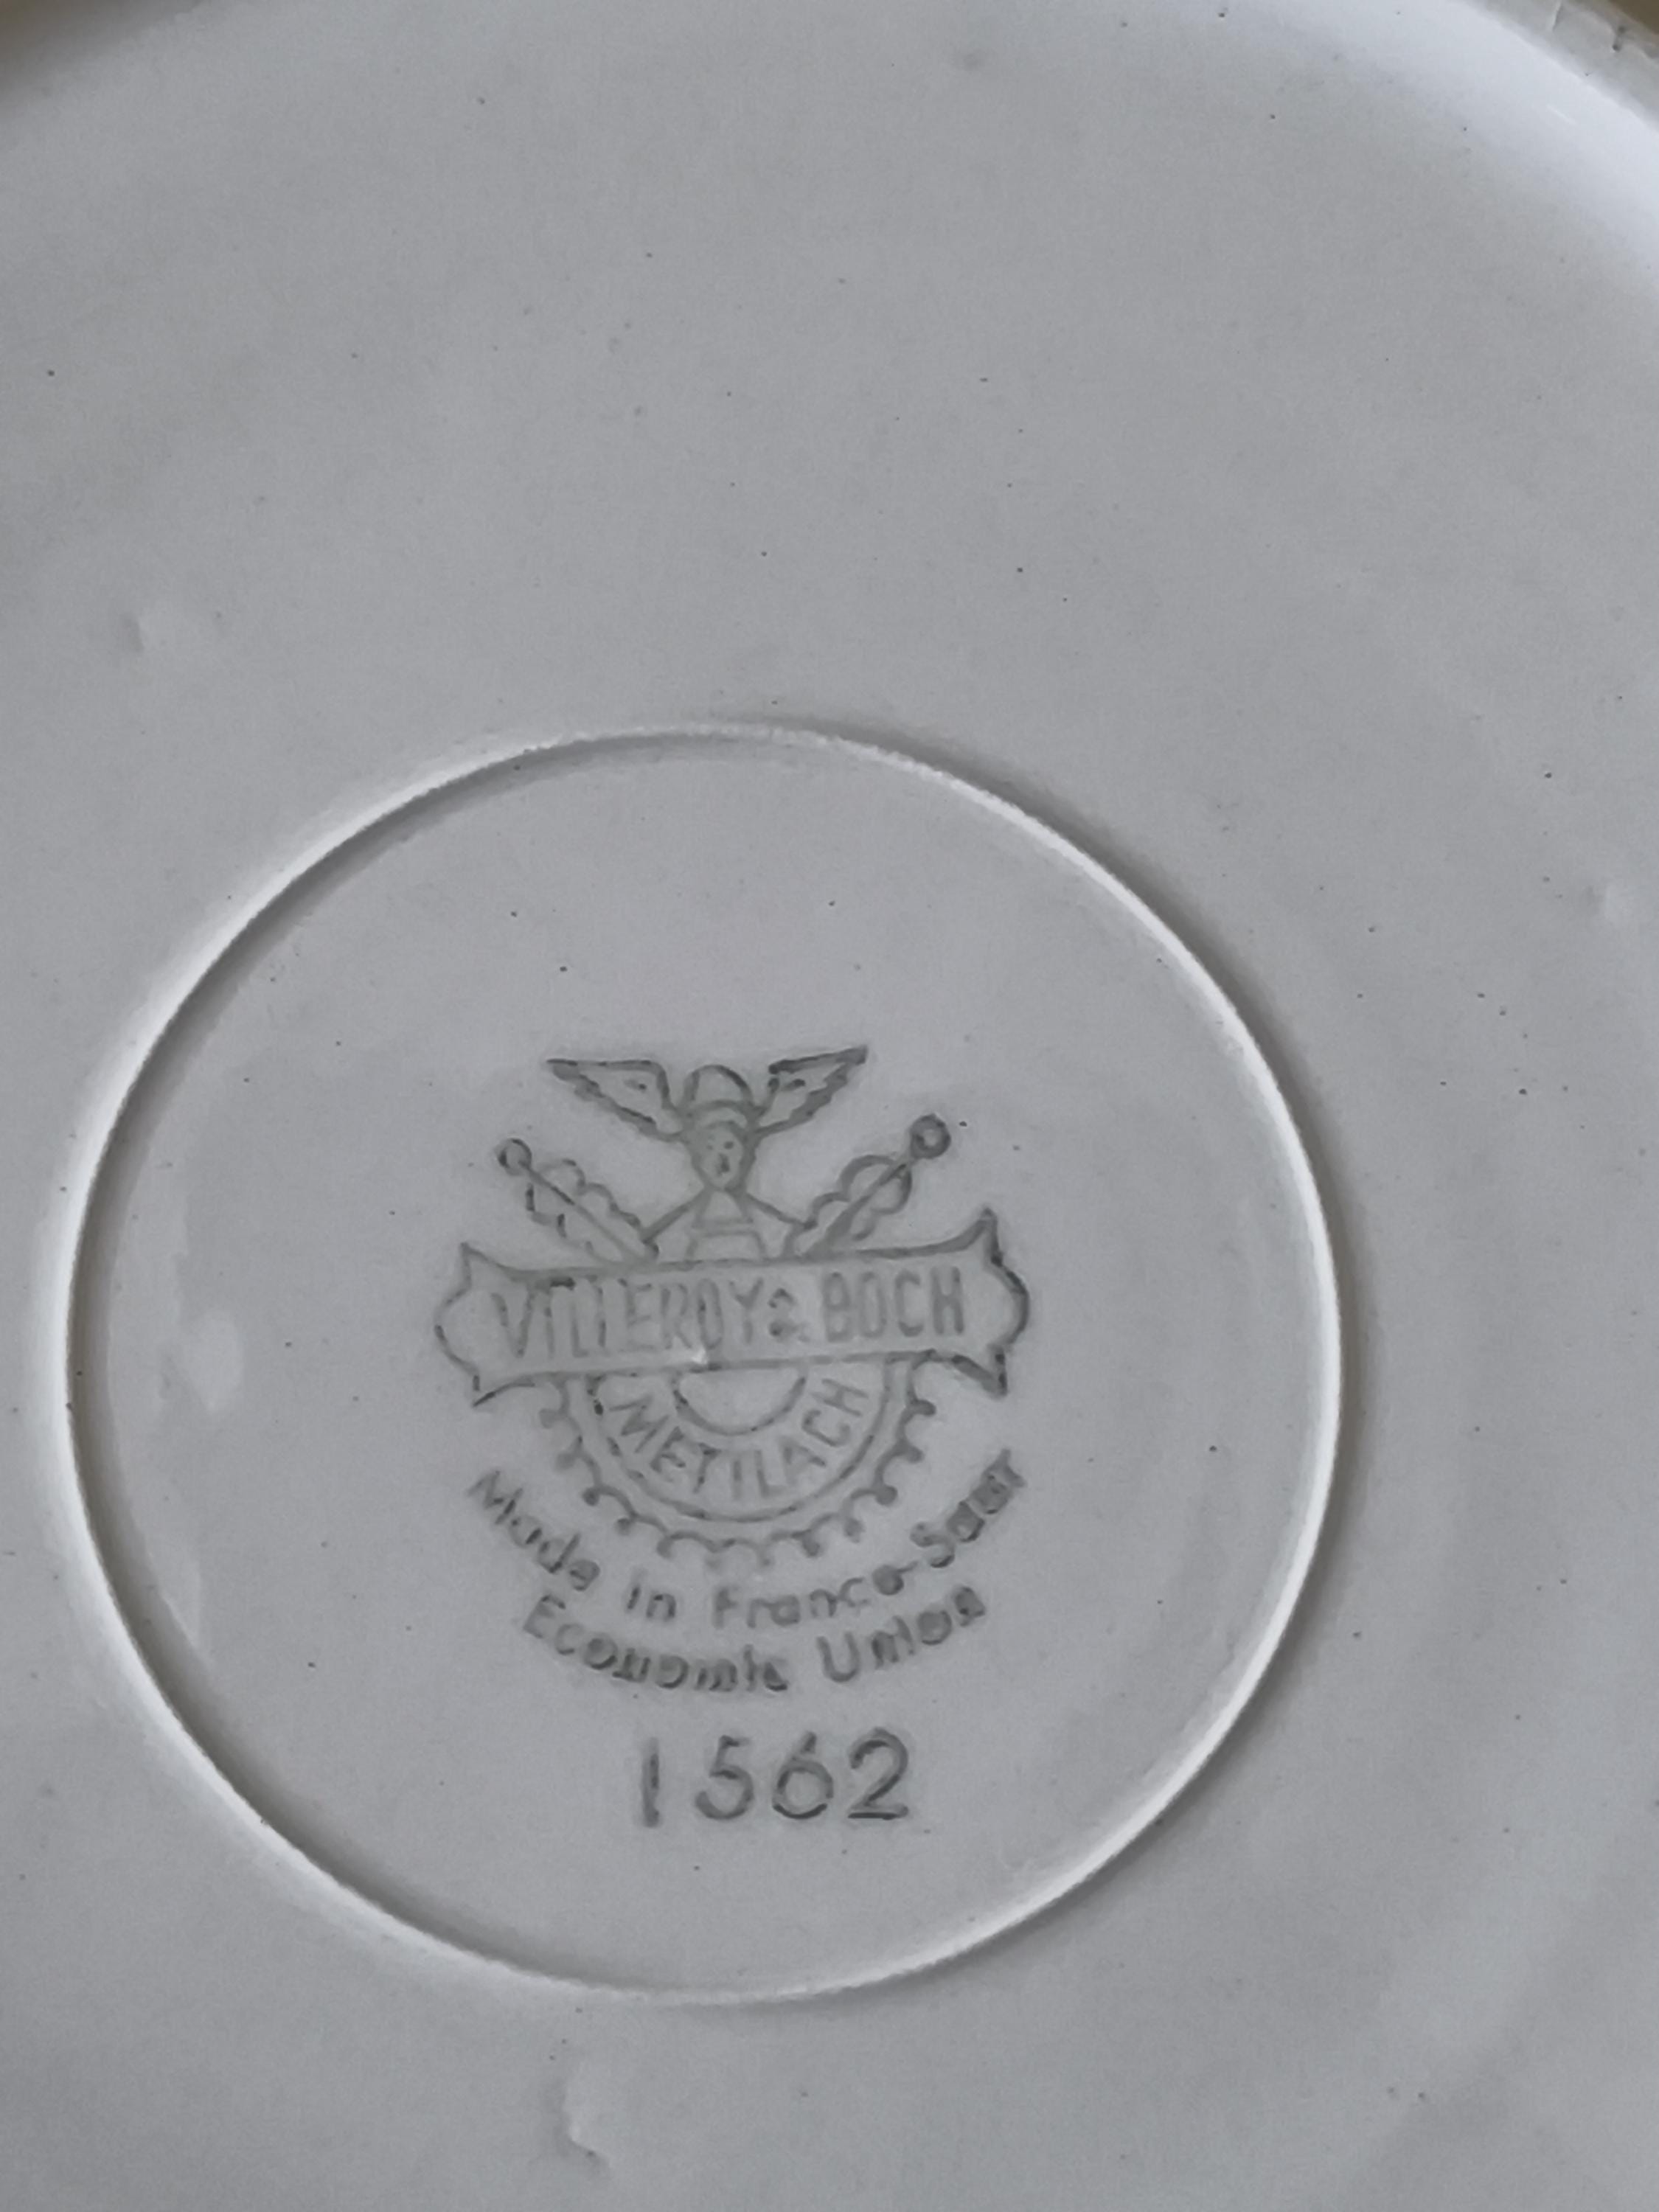 VILLEROY & BOCH
METTLACH
Made in France-Saar
Economic Union
1562